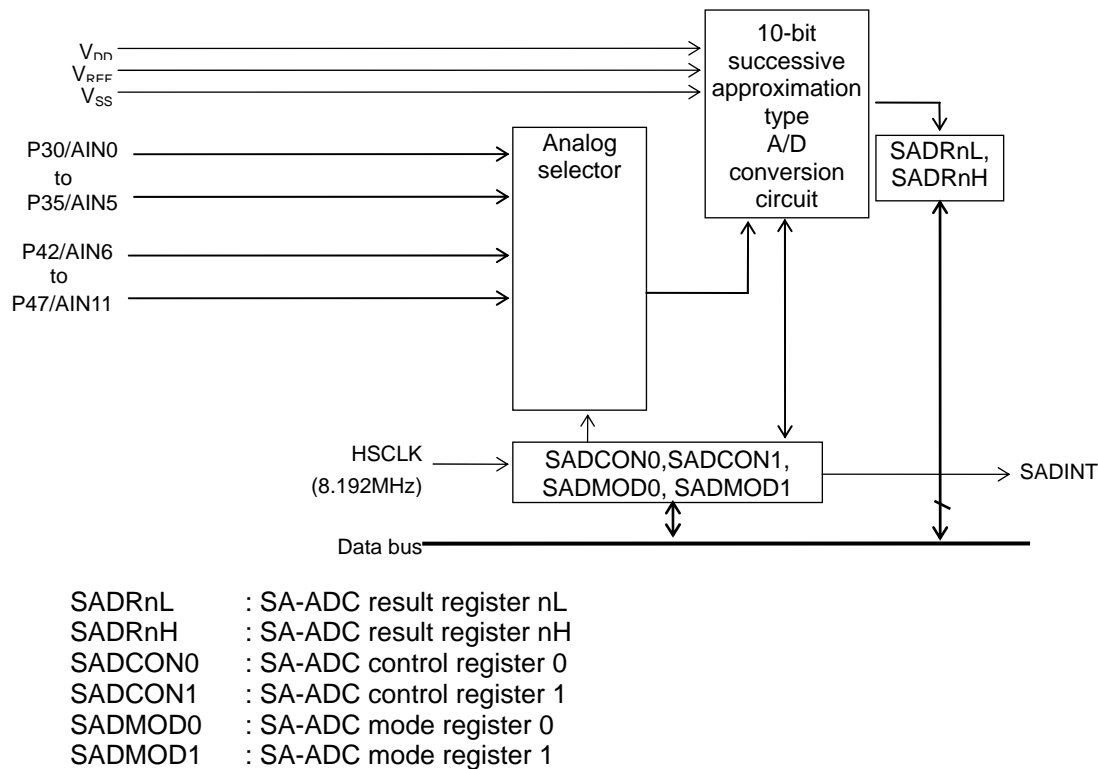 V_DD
V_REF
V_SS
P30/AIN0
to
P35/AIN5
P42/AIN6
to
P47/AIN11
Analog
selector
10-bit
successive
approximation
type
A/D
conversion
circuit
SADRnL,
SADRnH
HSCLK
(8.192MHz)
SADCON0,SADCON1,
SADMOD0, SADMOD1
SADINT
Data bus
SADRnL : SA-ADC result register nL
SADRnH : SA-ADC result register nH
SADCON0 : SA-ADC control register 0
SADCON1 : SA-ADC control register 1
SADMOD0 : SA-ADC mode register 0
SADMOD1 : SA-ADC mode register 1